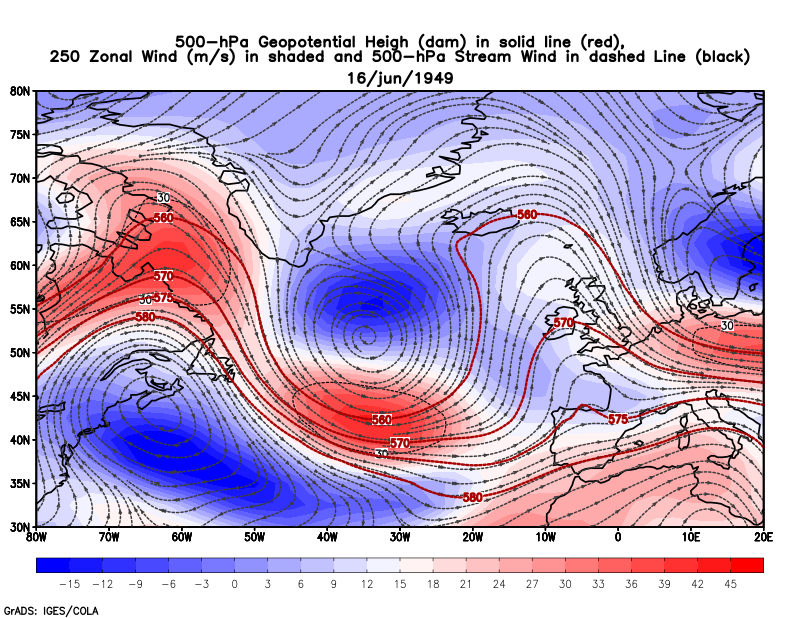 500-hPa Geopotential Heigh (dam) in solid line (red),
250 Zonal Wind (m/s) in shaded and 500-hPa Stream Wind in dashed Line (black)
16/jun/1949
80N
75N
70N
65N
60N
55N
50N
45N
40N
35N
30N
30
560
560
570
30
575
580
570
30
580
570
30
575
580
80W 70W 60W 50W 40W 30W 20W 10W 0 10E 20E
-15 -12 -9 -6 -3 0 3 6 9 12 15 18 21 24 27 30 33 36 39 42 45
GrADS: IGES/COLA